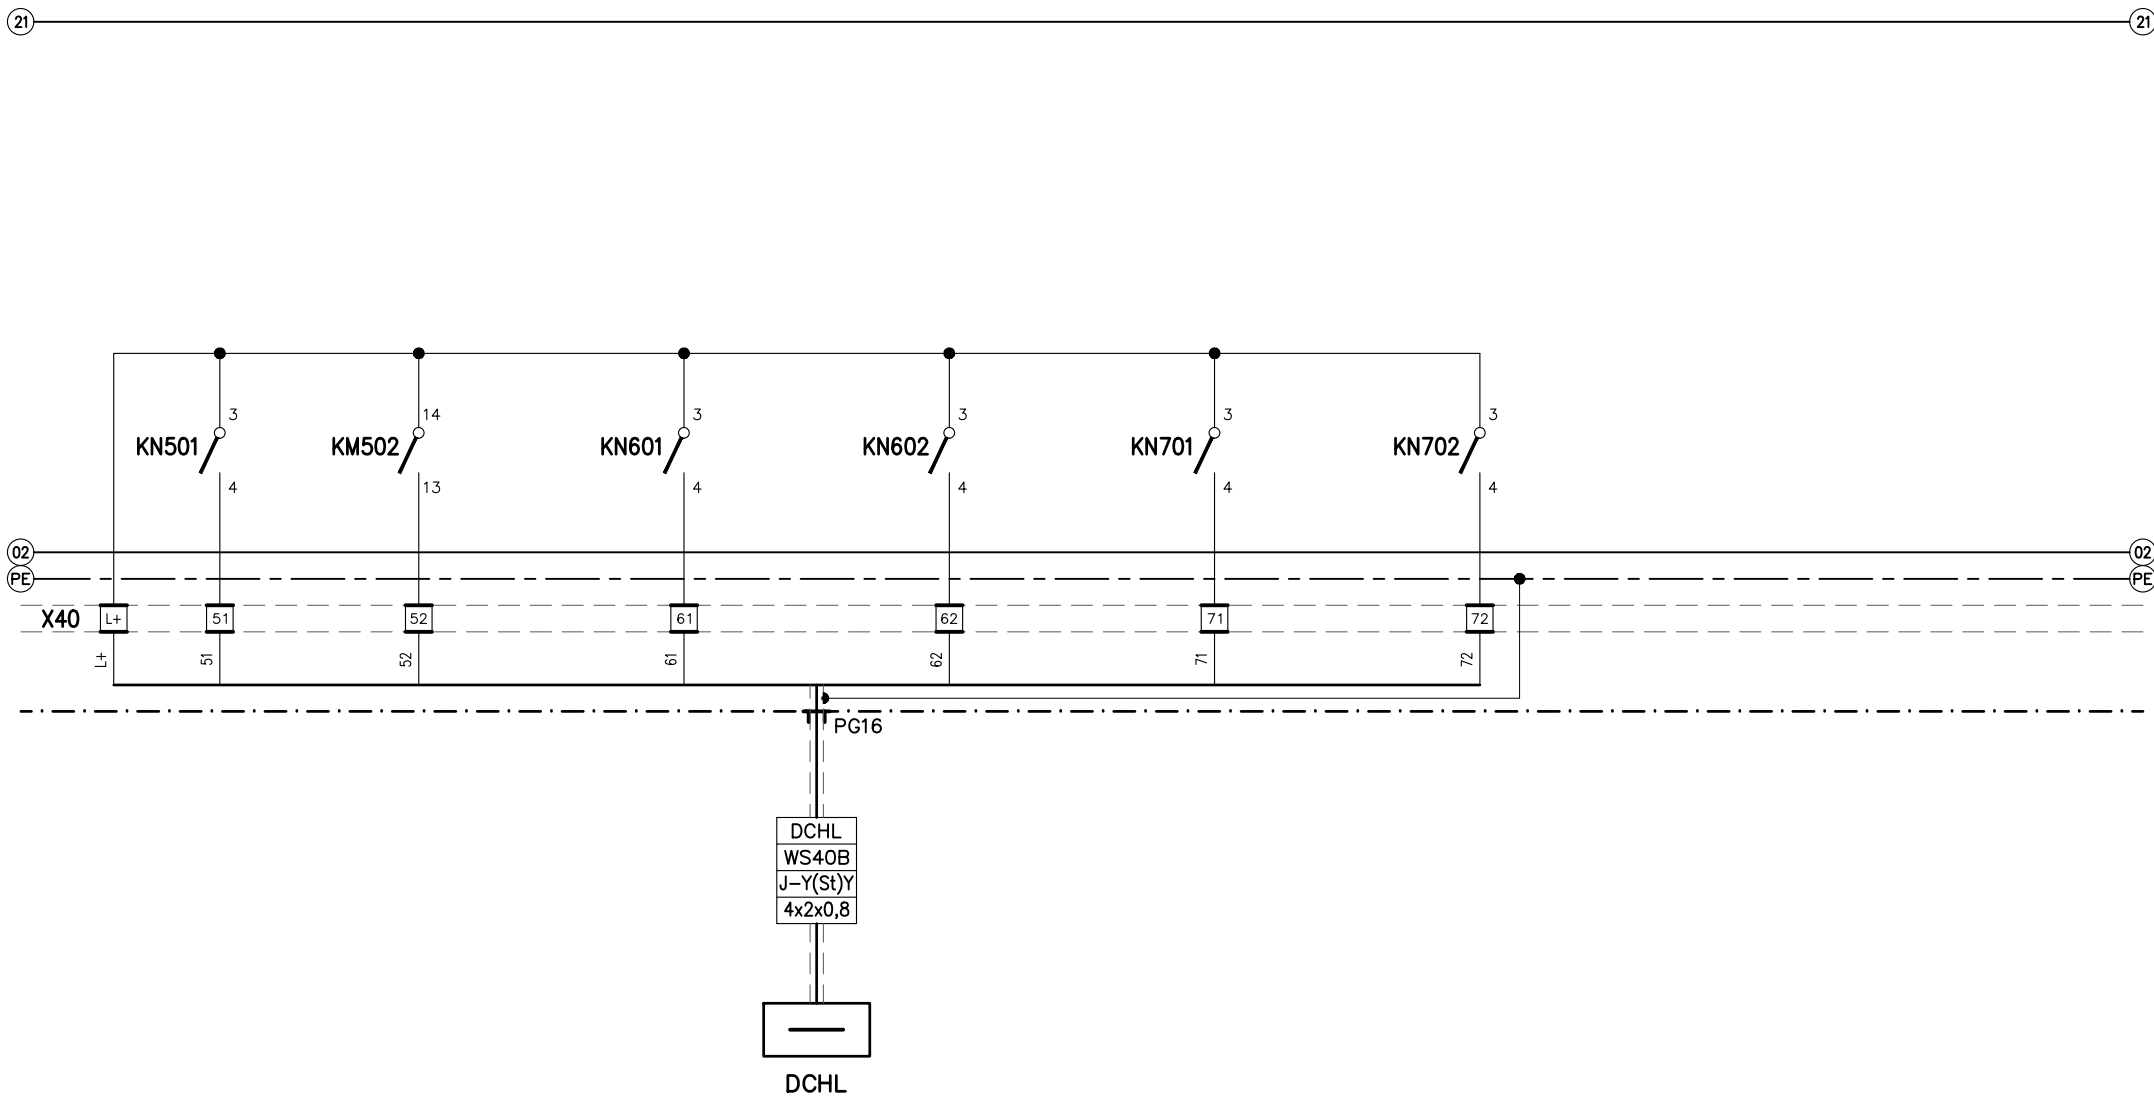 21 21
3 14 3 3 3 3
KN501 KM502 KN601 KN602 KN701 KN702
4 13 4 4 4 4
02 02
PE PE
X40 L+ 51 52 61 62 71 72
L+ 51 52 61 62 71 72
PG16
DCHL
WS40B
J-Y(St)Y
4x2x0,8
DCHL